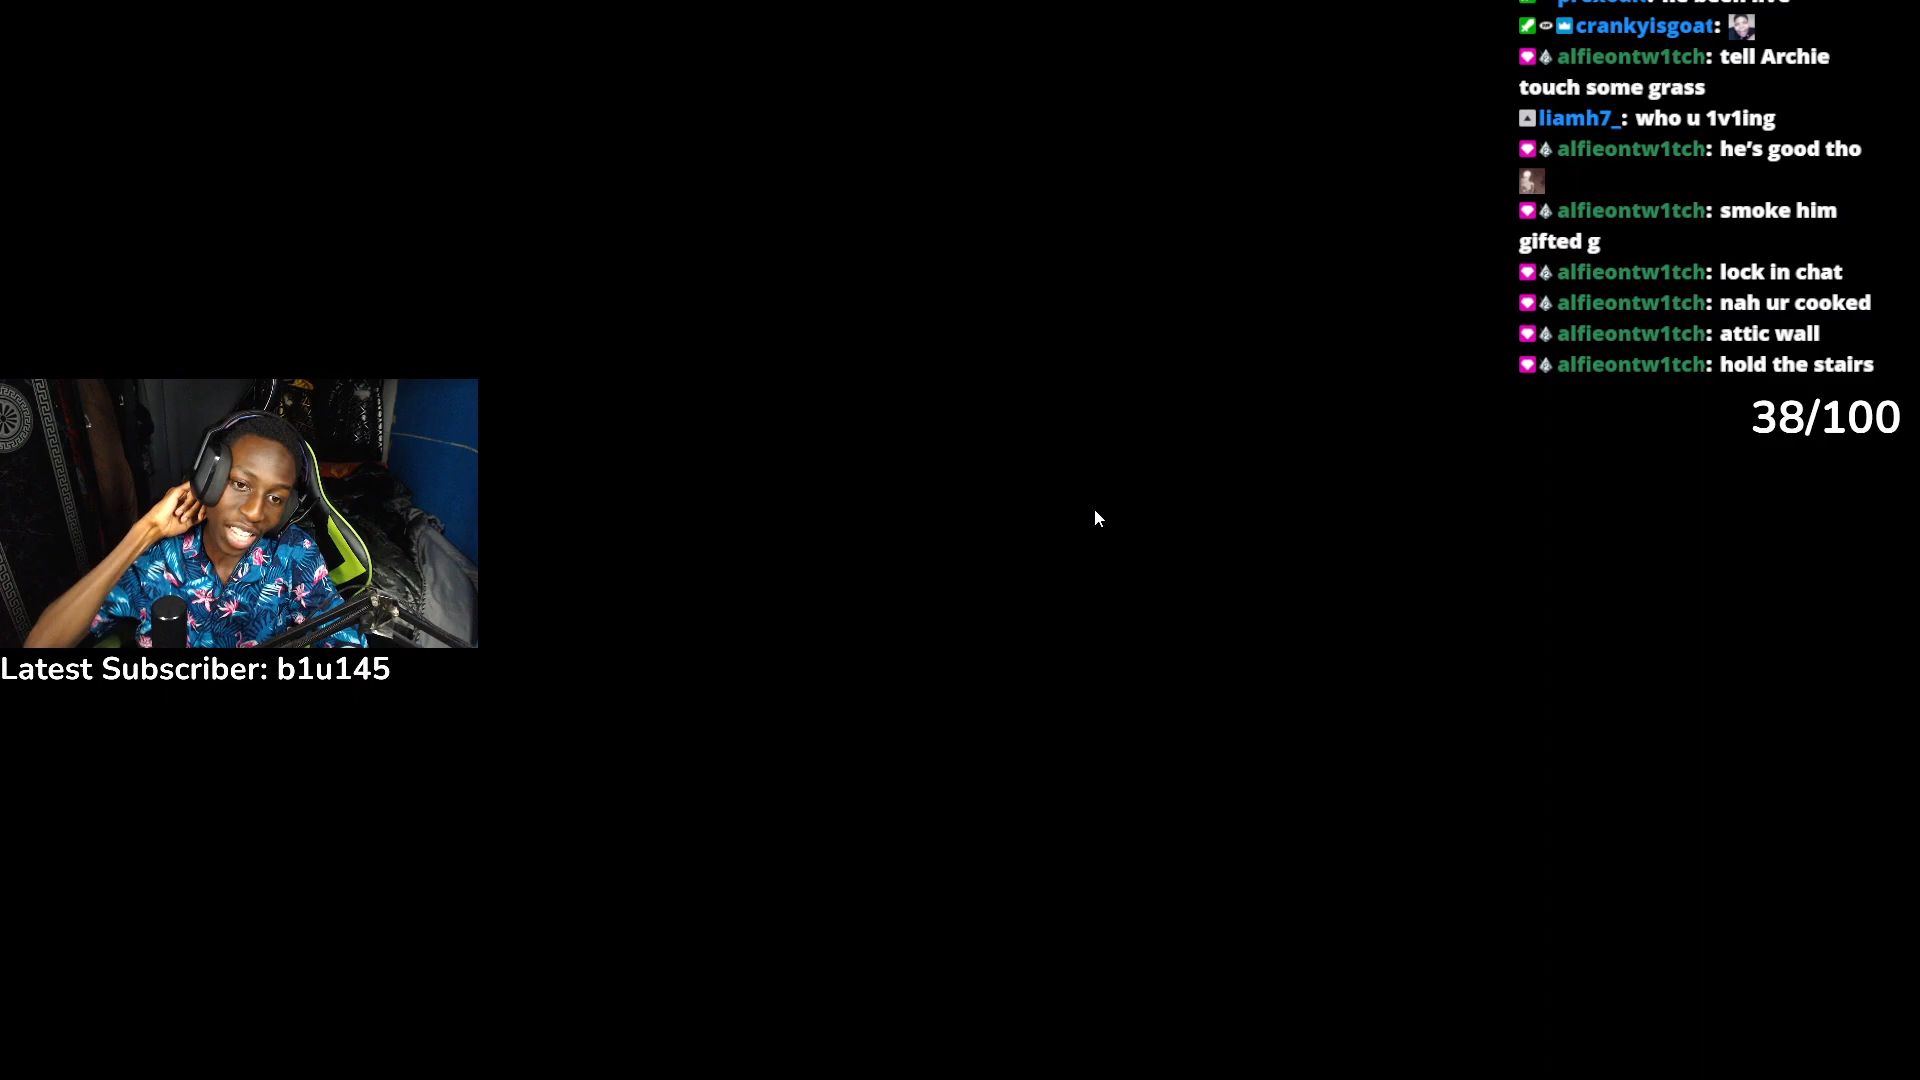 crankyisgoat:
alfieontw1tch: tell Archie
touch some grass
liamh7_: who u 1v1ing
alfieontw1tch: he's good tho
alfieontw1tch: smoke him
gifted g
alfieontw1tch: lock in chat
alfieontw1tch: nah ur cooked
alfieontw1tch: attic wall
alfieontw1tch: hold the stairs
38/100
Latest Subscriber: b1u145